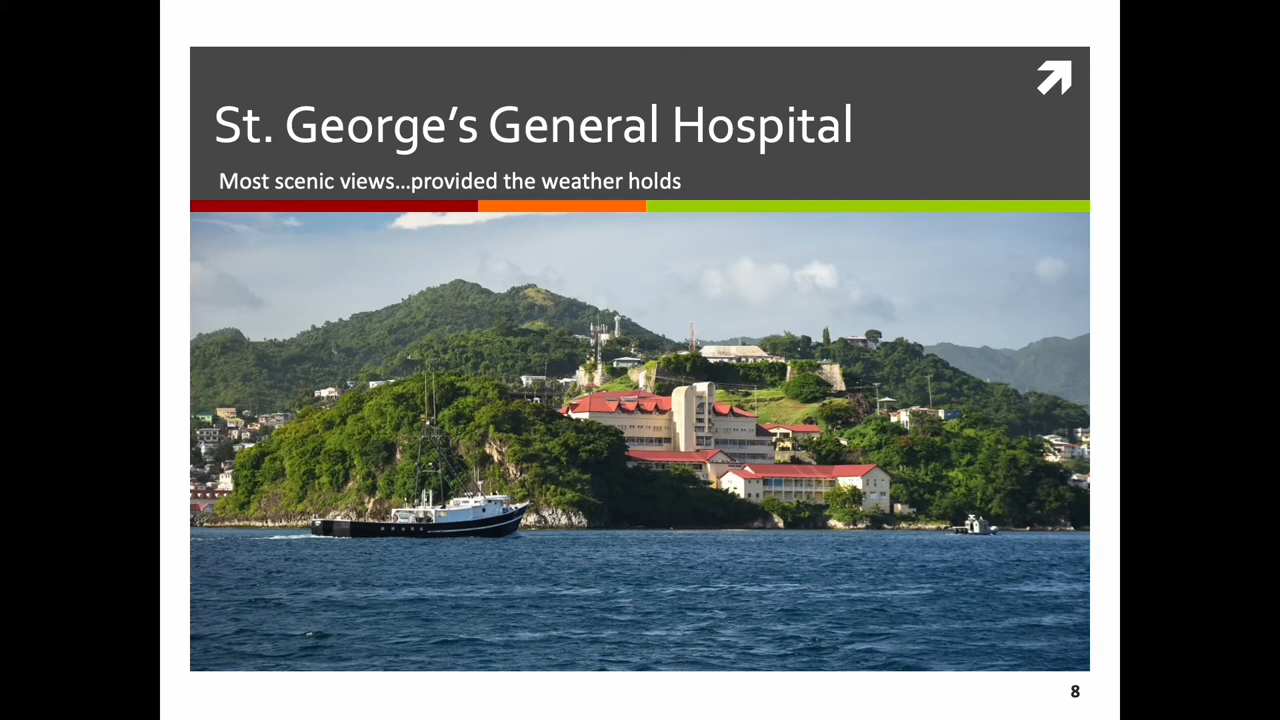 St. George’s General Hospital
Most scenic views…provided the weather holds
8